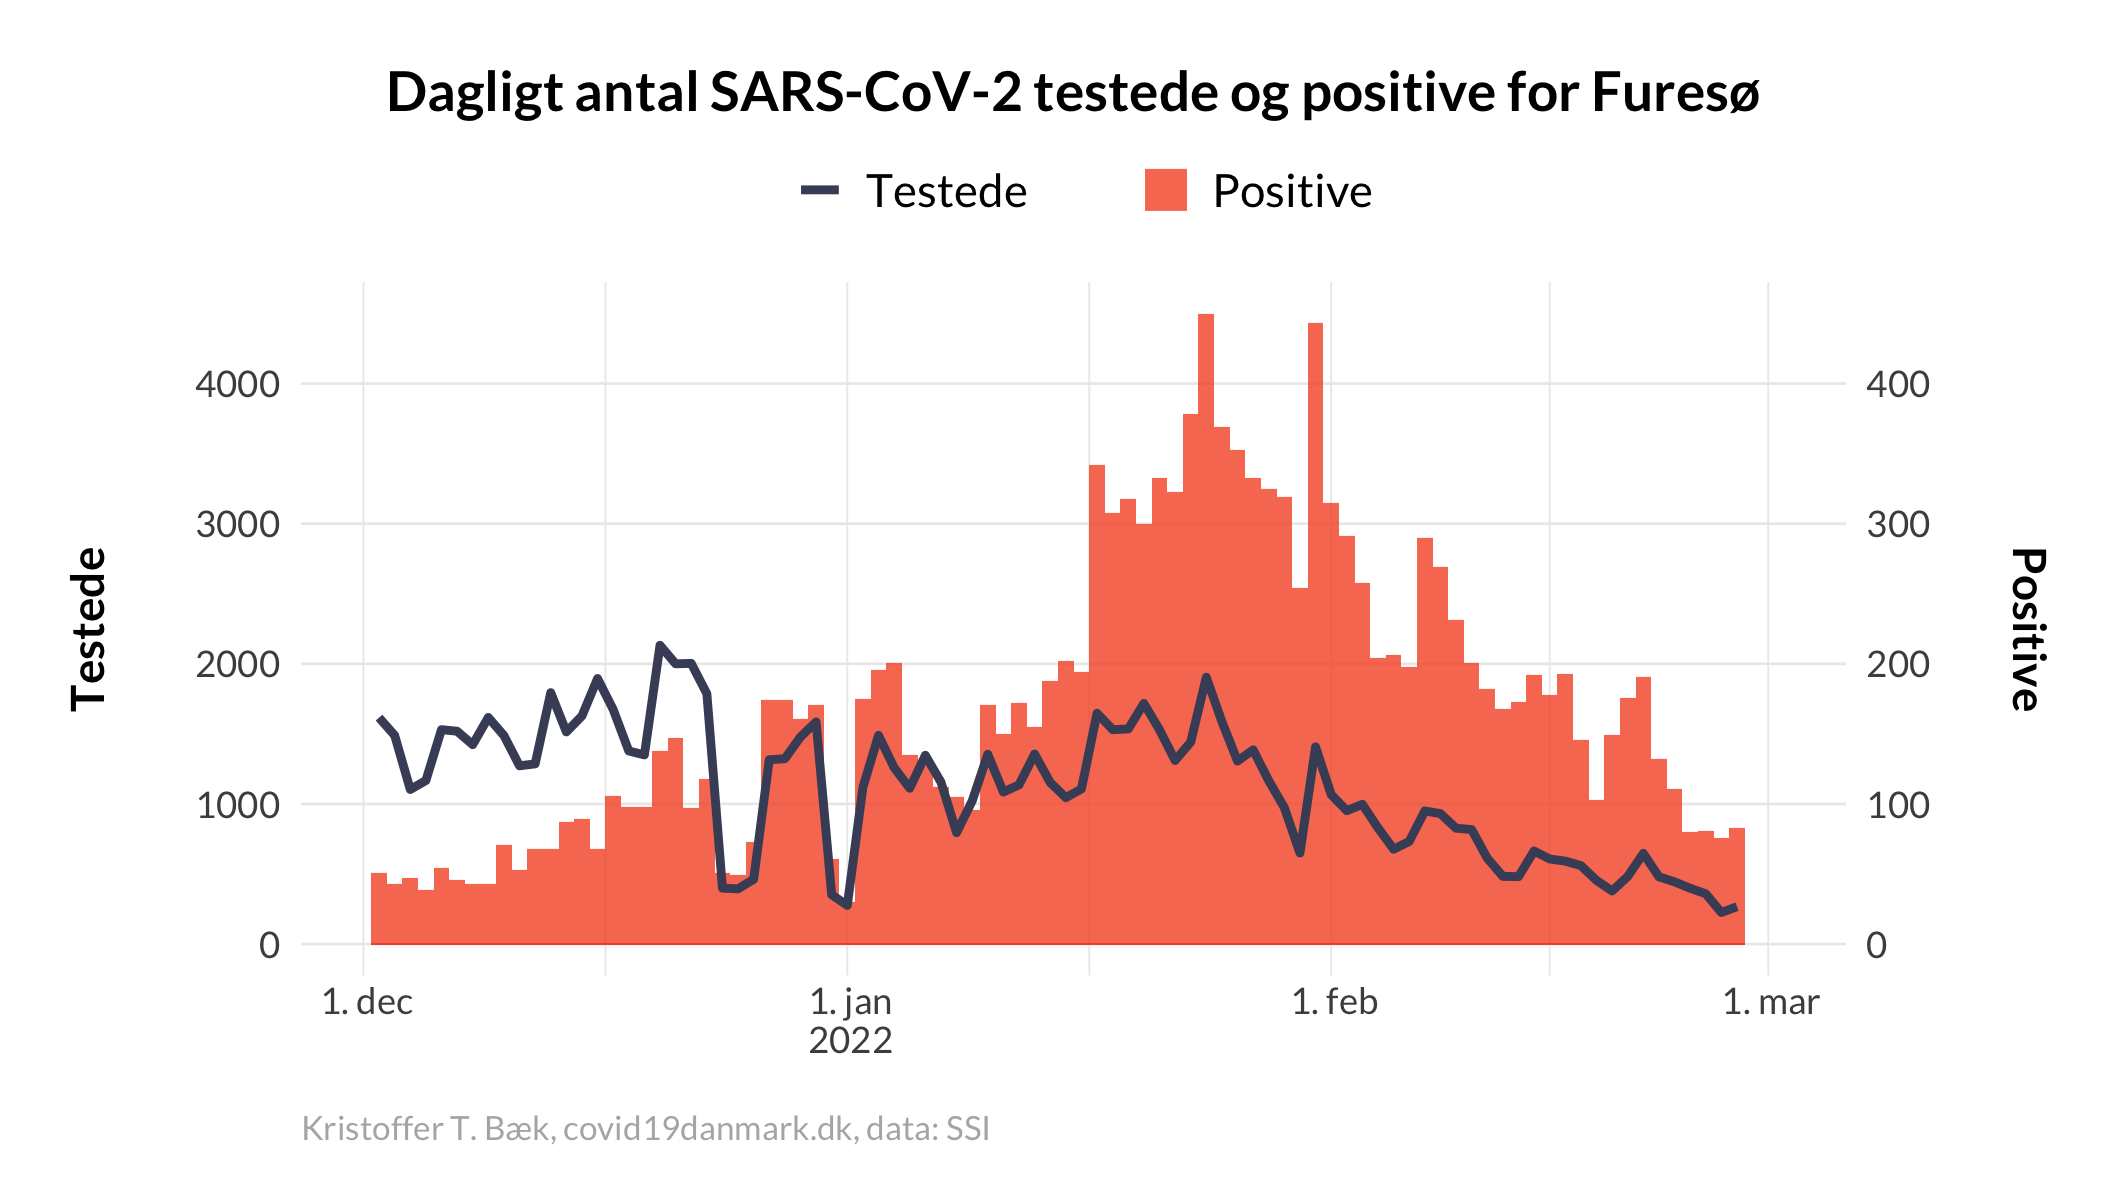 Dagligt antal SARS-CoV-2 testede og positive for Furesø
Testede
Positive
Testede
4000
3000
2000
1000
0
400
300
200
100
0
Positive
1. dec
1. jan
2022
1. feb
1. mar
Kristoffer T. Bæk, covid19danmark.dk, data: SSI